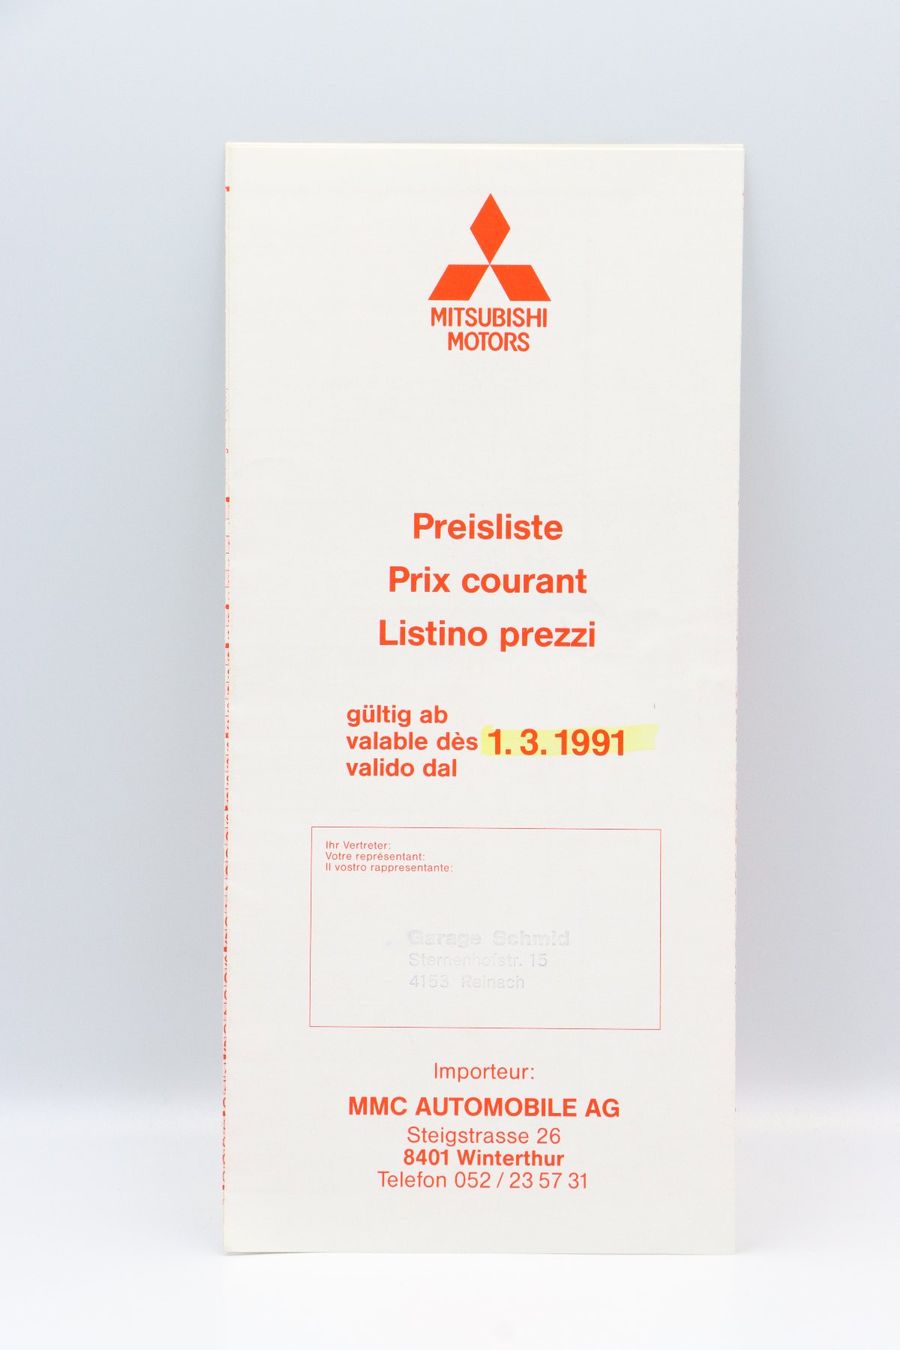 MITSUBISHI
MOTORS
Preisliste
Prix courant
Listino prezzi
gültig ab
valable dès 1. 3. 1991
valido dal
Ihr Vertreter:
Votre représentant:
Il vostro rappresentante:
Garage Schmid
Sternenhofstr. 15
4153 Reinach
Importeur:
MMC AUTOMOBILE AG
Steigstrasse 26
8401 Winterthur
Telefon 052 / 23 57 31